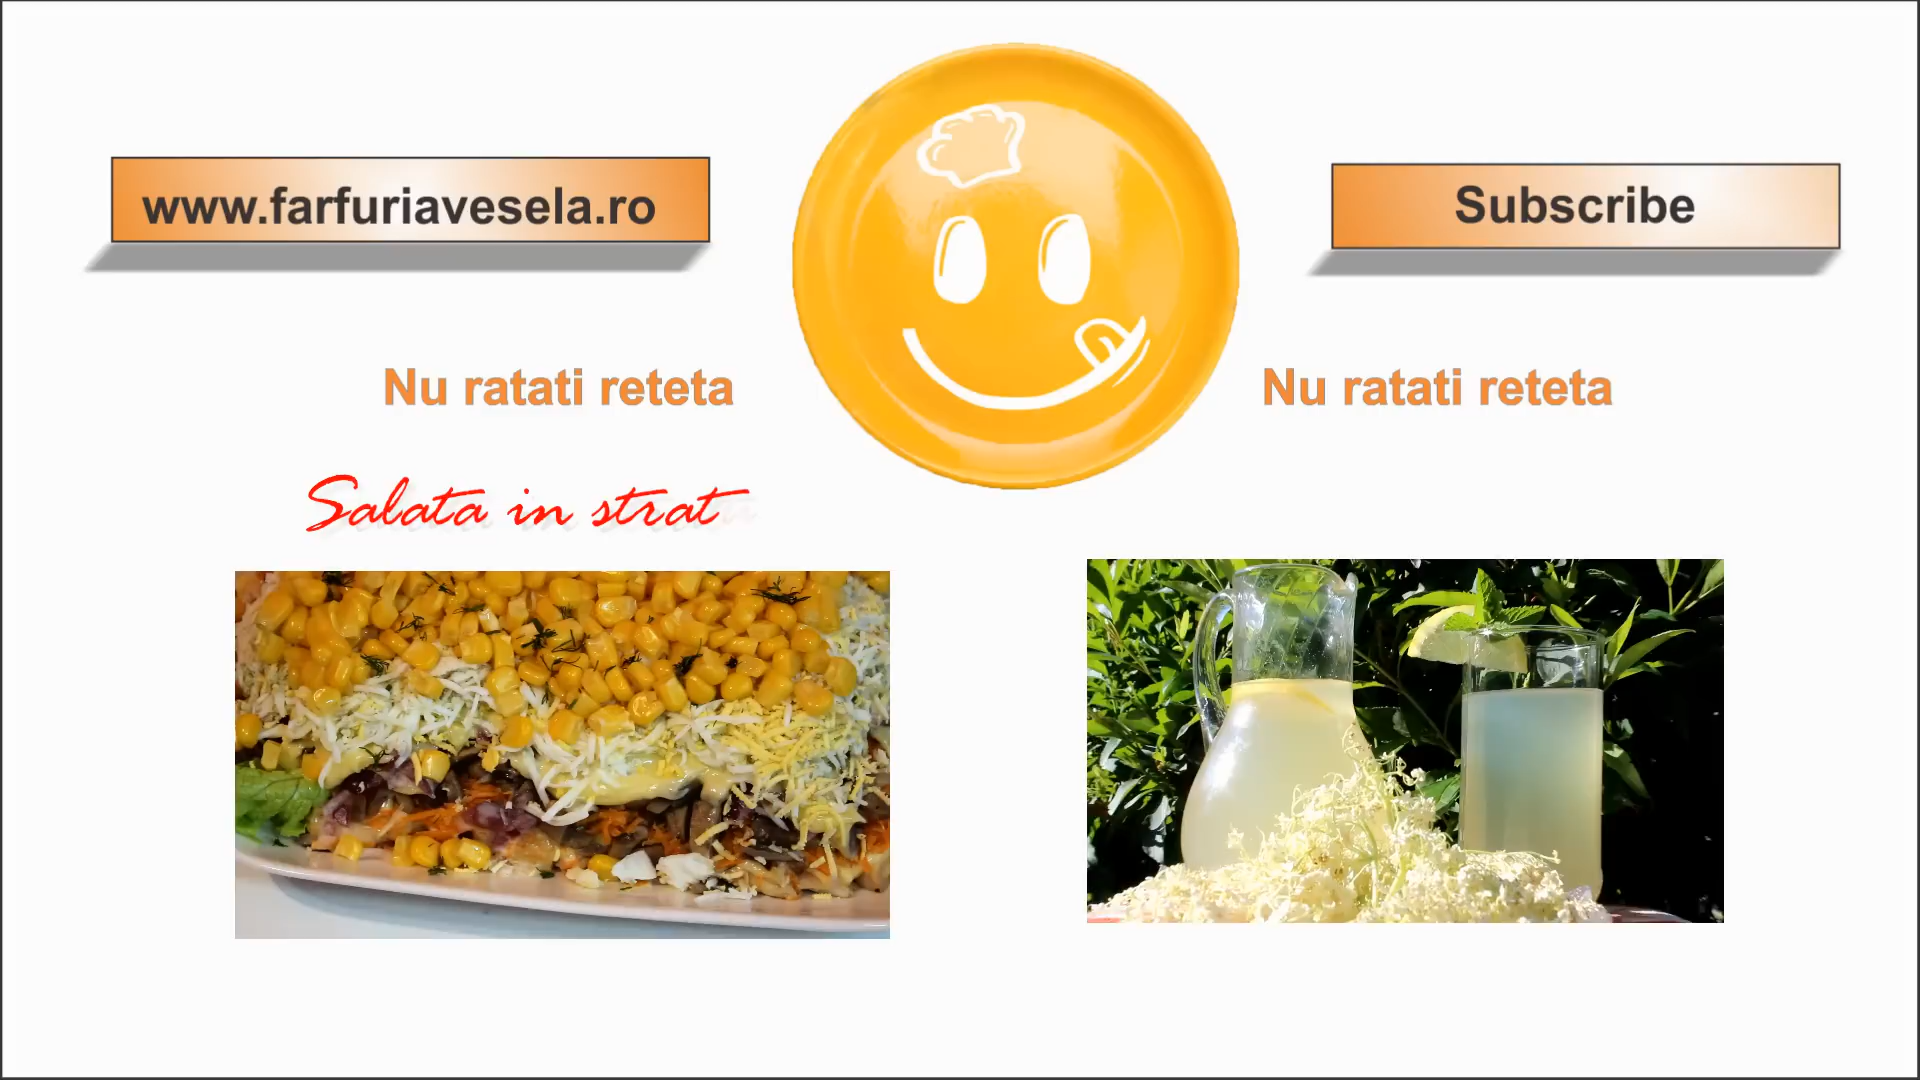 www.farfuriavesela.ro
Subscribe
Nu ratati reteta
Nu ratati reteta
Salata in strat